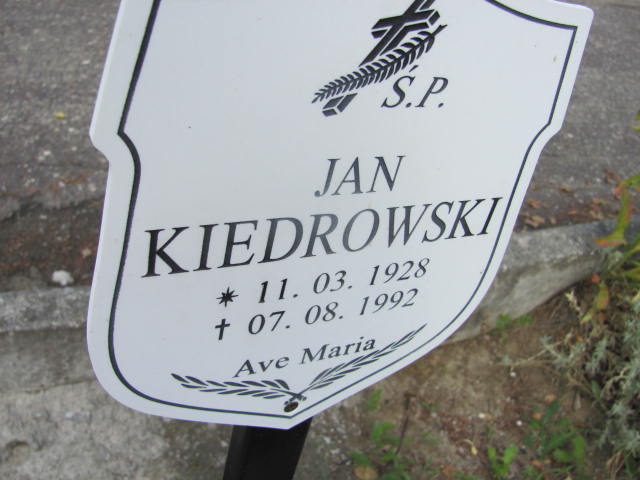 Ś.P.
JAN
KIEDROWSKI
* 11. 03. 1928
† 07. 08. 1992
Ave Maria